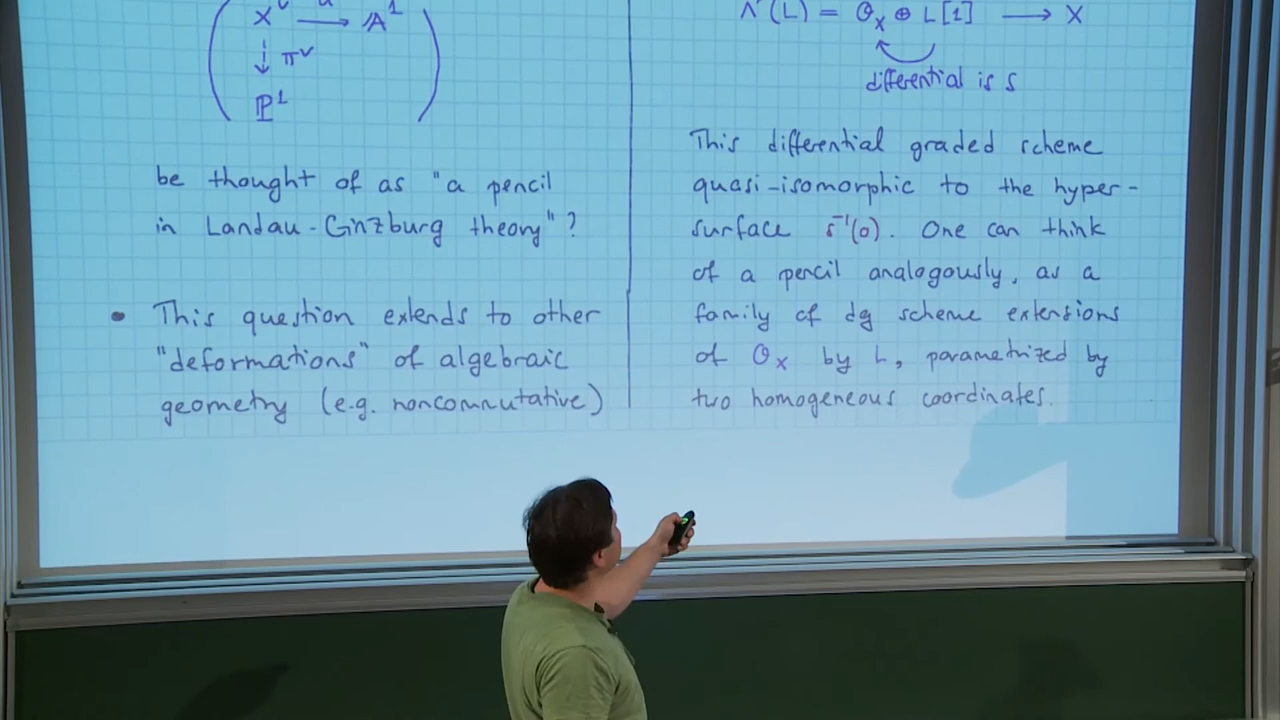 X^v → A^1
π^v
P^1
be thought of as "a pencil
in Landau-Ginzburg theory"?
• This question extends to other
"deformations" of algebraic
geometry (e.g. noncommutative)
Λ(L) = O_X ⊕ L[1] → X
differential is s
This differential graded scheme
quasi-isomorphic to the hyper-
surface s^-1(0). One can think
of a pencil analogously, as a
family of dg scheme extensions
of O_X by L, parametrized by
two homogeneous coordinates.